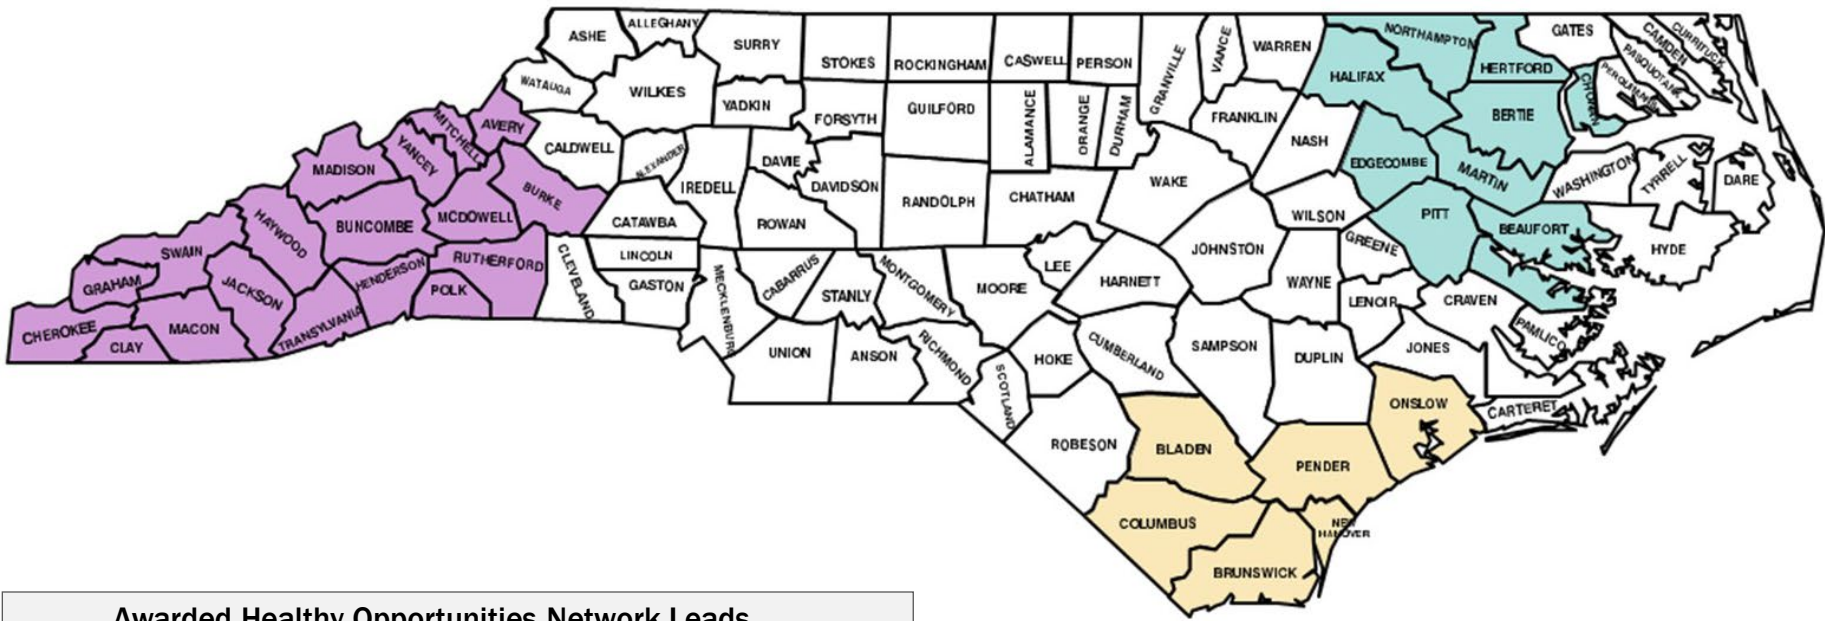 ALLEGHANY
ASHE
SURRY
STOKES
ROCKINGHAM
CASWELL
PERSON
GRANVILLE
VANCE
WARREN
NORTHAMPTON
GATES
CAMDEN
CURRITUCK
PASQUOTANK
PERQUIMANS
HERTFORD
HALIFAX
WATAUGA
WILKES
YADKIN
FORSYTH
GUILFORD
ALAMANCE
ORANGE
DURHAM
FRANKLIN
NASH
BERTIE
CHOWAN
MITCHELL
AVERY
CALDWELL
ALEXANDER
IREDELL
DAVIE
DAVIDSON
RANDOLPH
CHATHAM
WAKE
EDGECOMBE
MARTIN
WASHINGTON
TYRRELL
DARE
MADISON
YANCEY
BURKE
MCDOWELL
BUNCOMBE
HAYWOOD
CATAWBA
ROWAN
WILSON
PITT
BEAUFORT
HYDE
SWAIN
GRAHAM
JACKSON
HENDERSON
RUTHERFORD
POLK
CLEVELAND
LINCOLN
GASTON
MECKLENBURG
CABARRUS
STANLY
MONTGOMERY
MOORE
LEE
HARNETT
JOHNSTON
WAYNE
GREENE
LENOIR
CRAVEN
PAMLICO
CHEROKEE
CLAY
MACON
TRANSYLVANIA
UNION
ANSON
RICHMOND
SCOTLAND
HOKE
CUMBERLAND
SAMPSON
DUPLIN
JONES
ONSLOW
CARTERET
ROBESON
BLADEN
PENDER
COLUMBUS
NEW
HANOVER
BRUNSWICK
Awarded Healthy Opportunities Network Leads